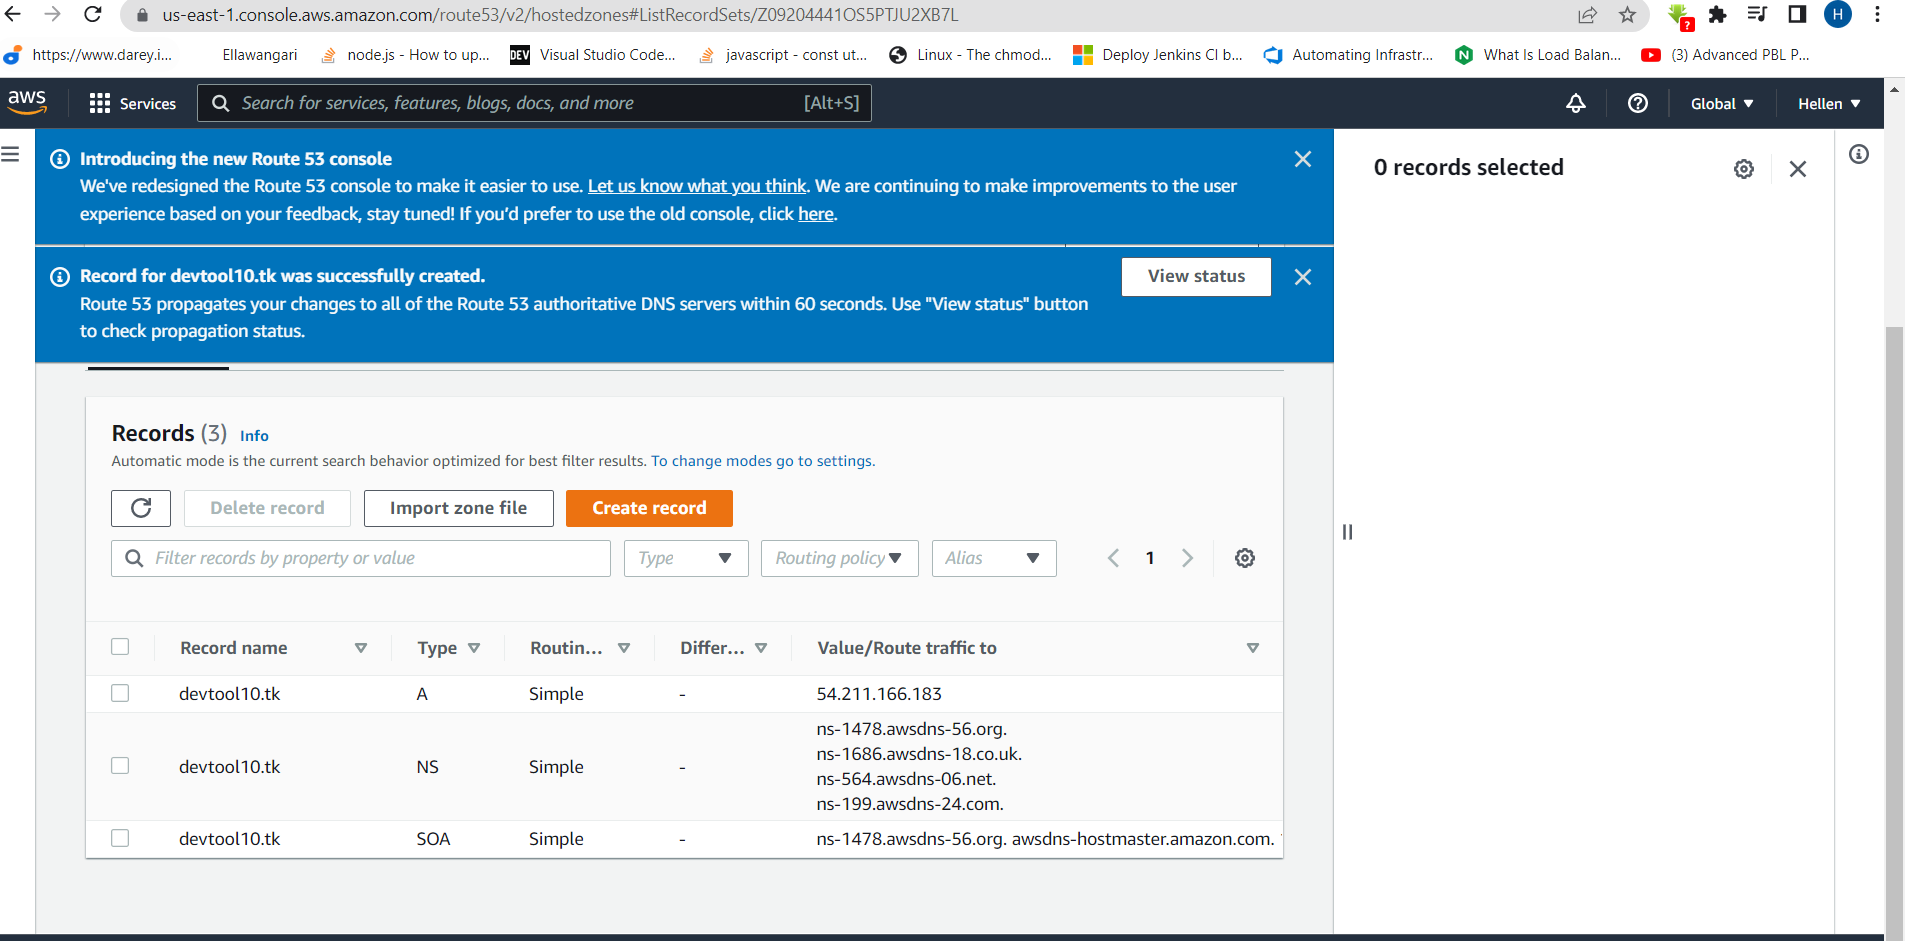 us-east-1.console.aws.amazon.com/route53/v2/hostedzones#ListRecordSets/Z09204441OS5PTJU2XB7L
?
H
https://www.darey.i...
Ellawangari
node.js - How to up...
DEV
Visual Studio Code...
javascript - const ut...
Linux - The chmod...
Deploy Jenkins CI b...
Automating Infrastr...
N
What Is Load Balan...
(3) Advanced PBL P...
aws
Services
Search for services, features, blogs, docs, and more
[Alt+S]
Global
Hellen
Introducing the new Route 53 console
We've redesigned the Route 53 console to make it easier to use. Let us know what you think. We are continuing to make improvements to the user
experience based on your feedback, stay tuned! If you'd prefer to use the old console, click here.
0 records selected
Record for devtool10.tk was successfully created.
View status
Route 53 propagates your changes to all of the Route 53 authoritative DNS servers within 60 seconds. Use "View status" button
to check propagation status.
Records (3) Info
Automatic mode is the current search behavior optimized for best filter results. To change modes go to settings.
Delete record
Import zone file
Create record
Filter records by property or value
Type
Routing policy
Alias
1
Record name
Type
Routin...
Differ...
Value/Route traffic to
devtool10.tk
A
Simple
-
54.211.166.183
devtool10.tk
NS
Simple
-
ns-1478.awsdns-56.org.
ns-1686.awsdns-18.co.uk.
ns-564.awsdns-06.net.
ns-199.awsdns-24.com.
devtool10.tk
SOA
Simple
-
ns-1478.awsdns-56.org. awsdns-hostmaster.amazon.com.